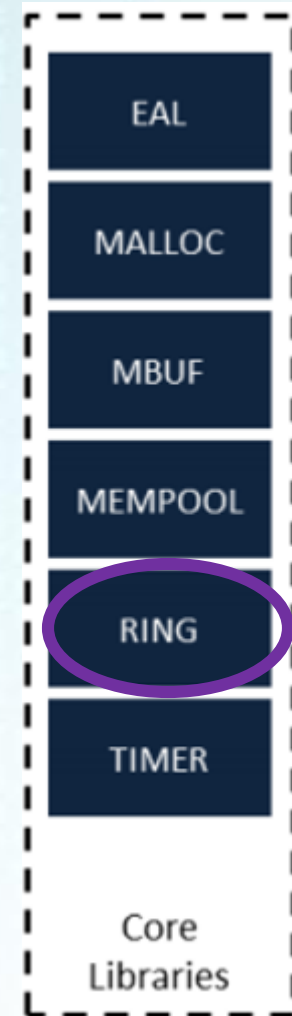 EAL
MALLOC
MBUF
MEMPOOL
RING
TIMER
Core
Libraries